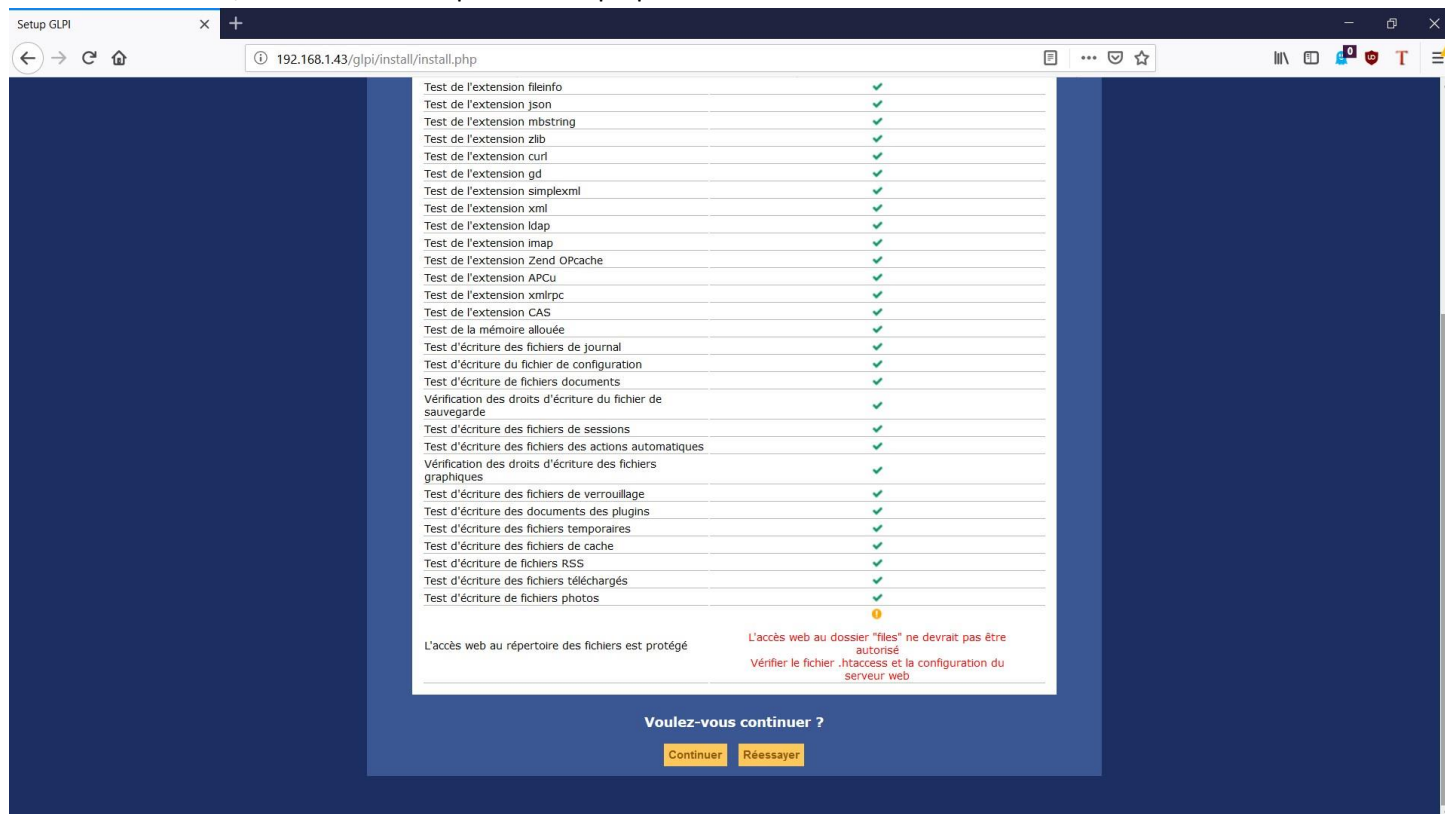 Setup GLPI
192.168.1.43/glpi/install/install.php
0
T
Test de l'extension fileinfo
Test de l'extension json
Test de l'extension mbstring
Test de l'extension zlib
Test de l'extension curl
Test de l'extension gd
Test de l'extension simplexml
Test de l'extension xml
Test de l'extension ldap
Test de l'extension imap
Test de l'extension Zend OPcache
Test de l'extension APCu
Test de l'extension xmlrpc
Test de l'extension CAS
Test de la mémoire allouée
Test d'écriture des fichiers de journal
Test d'écriture du fichier de configuration
Test d'écriture de fichiers documents
Vérification des droits d'écriture du fichier de
sauvegarde
Test d'écriture des fichiers de sessions
Test d'écriture des fichiers des actions automatiques
Vérification des droits d'écriture des fichiers
graphiques
Test d'écriture des fichiers de verrouillage
Test d'écriture des documents des plugins
Test d'écriture des fichiers temporaires
Test d'écriture des fichiers de cache
Test d'écriture de fichiers RSS
Test d'écriture des fichiers téléchargés
Test d'écriture de fichiers photos
L'accès web au répertoire des fichiers est protégé
L'accès web au dossier "files" ne devrait pas être
autorisé
Vérifier le fichier .htaccess et la configuration du
serveur web
Voulez-vous continuer ?
Continuer
Réessayer